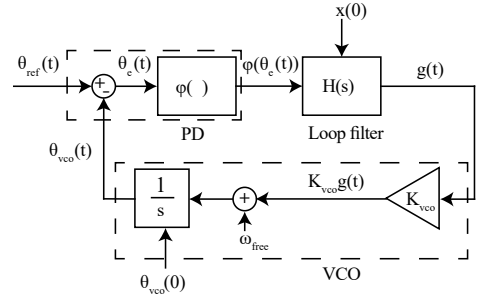 x(0)
θref(t)
θe(t)
φ(θe(t))
g(t)
+
-
φ( )
H(s)
PD
Loop filter
θvco(t)
Kvco g(t)
1
s
+
Kvco
ωfree
VCO
θvco(0)